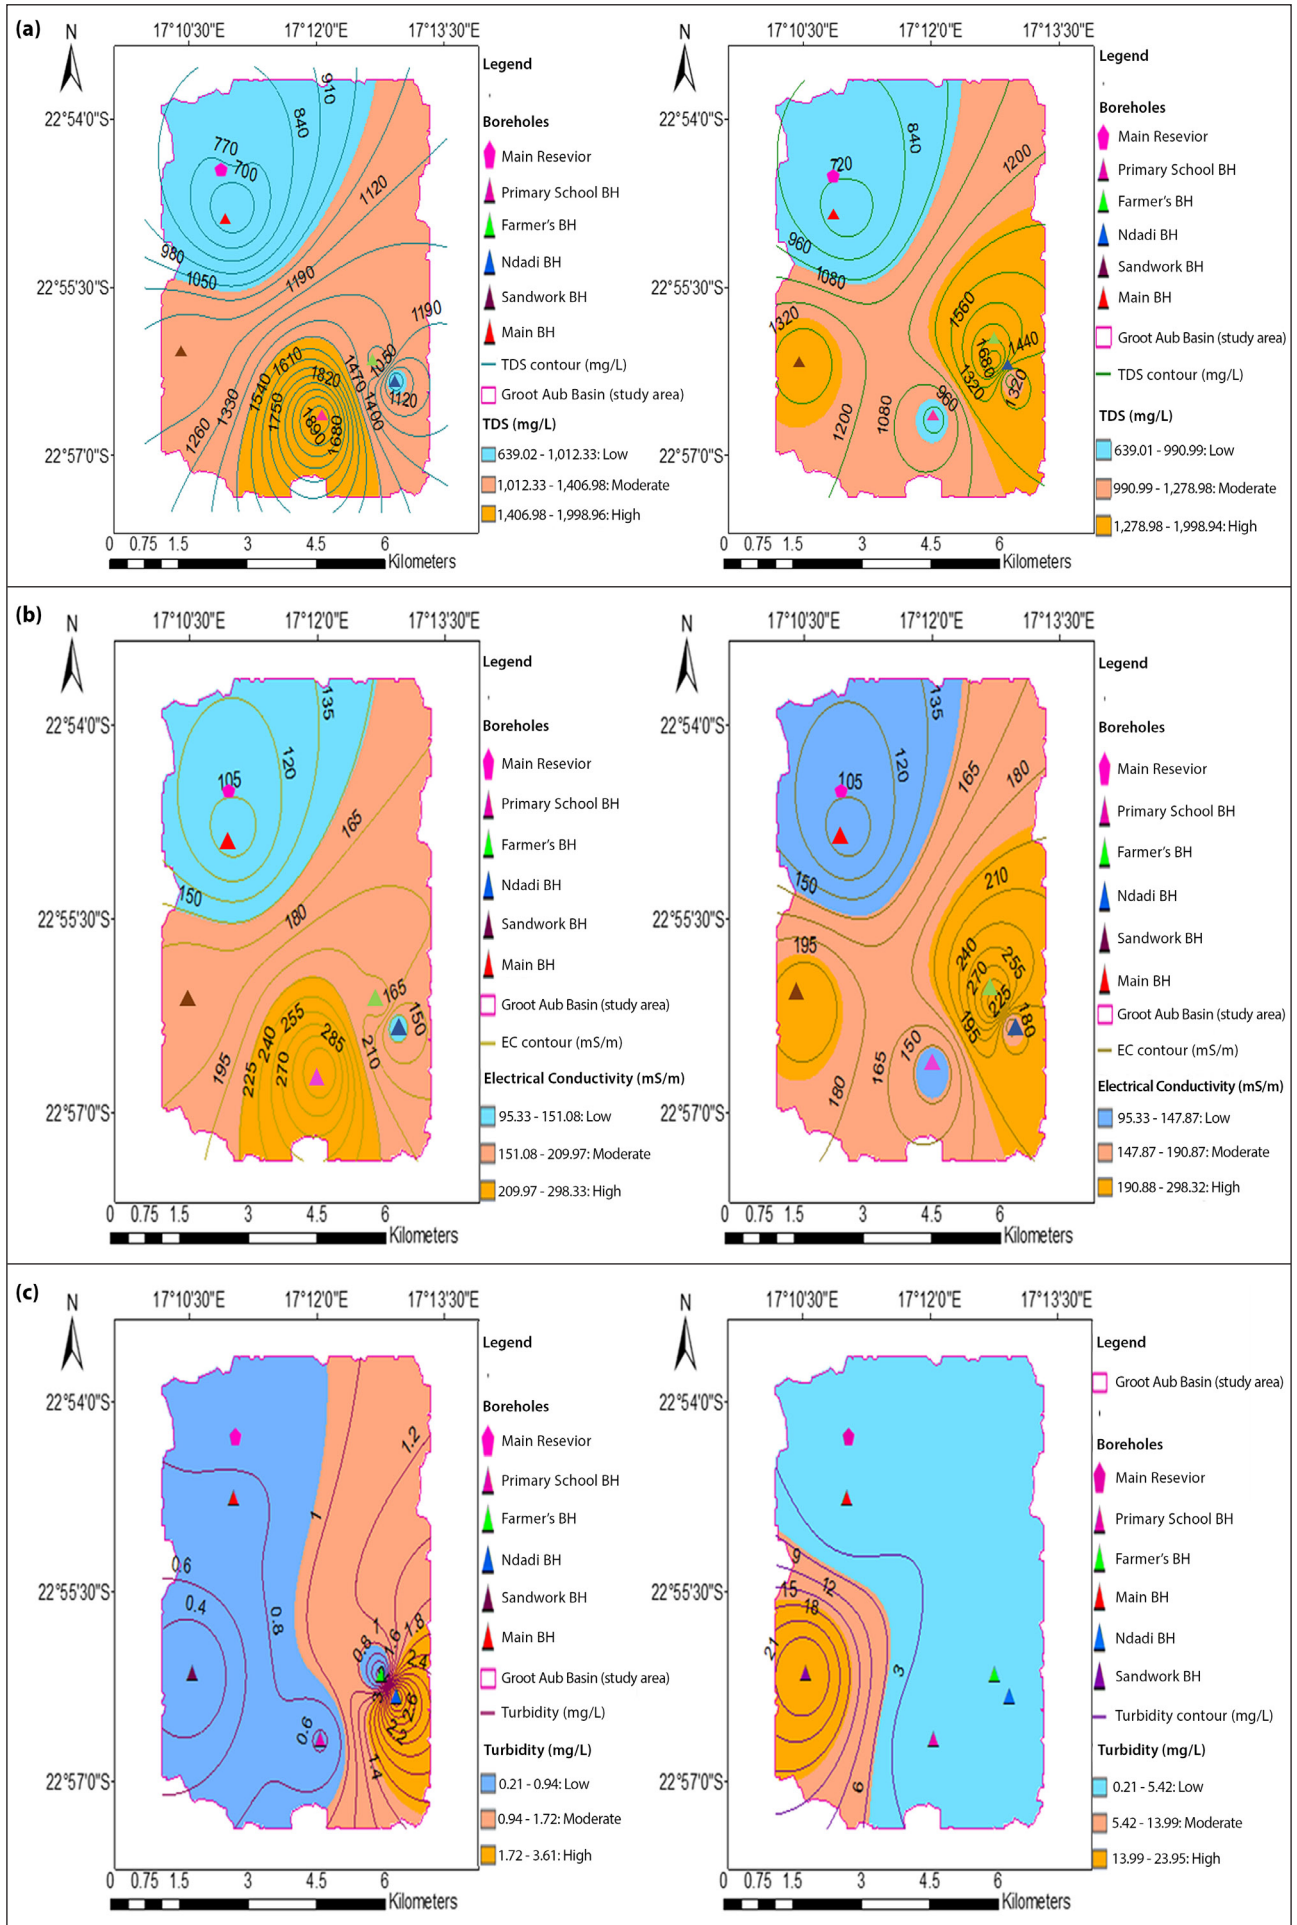 (a)
N
17°10'30"E 17°12'0"E 17°13'30"E
22°54'0"S
22°55'30"S
22°57'0"S
910
840
770
700
1120
980
1050
1190
1190
1050
1120
1260
1390
1540
1610
1820
1750
1890
1680
1470
1400
0 0.75 1.5 3 4.5 6
Kilometers
Legend
Boreholes
Main Resevior
Primary School BH
Farmer's BH
Ndadi BH
Sandwork BH
Main BH
TDS contour (mg/L)
Groot Aub Basin (study area)
TDS (mg/L)
639.02 - 1,012.33: Low
1,012.33 - 1,406.98: Moderate
1,406.98 - 1,998.96: High
N
17°10'30"E 17°12'0"E 17°13'30"E
22°54'0"S
22°55'30"S
22°57'0"S
840
720
1200
960
1080
1320
1560
1680
1440
1320
1320
960
1080
1200
0 0.75 1.5 3 4.5 6
Kilometers
Legend
Boreholes
Main Resevior
Primary School BH
Farmer's BH
Ndadi BH
Sandwork BH
Main BH
Groot Aub Basin (study area)
TDS contour (mg/L)
TDS (mg/L)
639.01 - 990.99: Low
990.99 - 1,278.98: Moderate
1,278.98 - 1,998.94: High
(b)
N
17°10'30"E 17°12'0"E 17°13'30"E
22°54'0"S
22°55'30"S
22°57'0"S
135
120
105
165
150
180
165
150
210
195
225
240
255
270
285
0 0.75 1.5 3 4.5 6
Kilometers
Legend
Boreholes
Main Resevior
Primary School BH
Farmer's BH
Ndadi BH
Sandwork BH
Main BH
Groot Aub Basin (study area)
EC contour (mS/m)
Electrical Conductivity (mS/m)
95.33 - 151.08: Low
151.08 - 209.97: Moderate
209.97 - 298.33: High
N
17°10'30"E 17°12'0"E 17°13'30"E
22°54'0"S
22°55'30"S
22°57'0"S
135
120
105
165
180
150
210
195
240
255
270
225
195
180
150
165
180
0 0.75 1.5 3 4.5 6
Kilometers
Legend
Boreholes
Main Resevior
Primary School BH
Farmer's BH
Ndadi BH
Sandwork BH
Main BH
Groot Aub Basin (study area)
EC contour (mS/m)
Electrical Conductivity (mS/m)
95.33 - 147.87: Low
147.87 - 190.87: Moderate
190.88 - 298.32: High
(c)
N
17°10'30"E 17°12'0"E 17°13'30"E
22°54'0"S
22°55'30"S
22°57'0"S
1.2
1
0.6
0.4
0.8
0.8
1
1.6
1.8
2.4
3
2.6
2.2
0.6
1.4
0 0.75 1.5 3 4.5 6
Kilometers
Legend
Boreholes
Main Resevior
Primary School BH
Farmer's BH
Ndadi BH
Sandwork BH
Main BH
Groot Aub Basin (study area)
Turbidity (mg/L)
Turbidity (mg/L)
0.21 - 0.94: Low
0.94 - 1.72: Moderate
1.72 - 3.61: High
N
17°10'30"E 17°12'0"E 17°13'30"E
22°54'0"S
22°55'30"S
22°57'0"S
9
12
15
18
21
3
6
0 0.75 1.5 3 4.5 6
Kilometers
Legend
Groot Aub Basin (study area)
Boreholes
Main Resevior
Primary School BH
Farmer's BH
Main BH
Ndadi BH
Sandwork BH
Turbidity contour (mg/L)
Turbidity (mg/L)
0.21 - 5.42: Low
5.42 - 13.99: Moderate
13.99 - 23.95: High